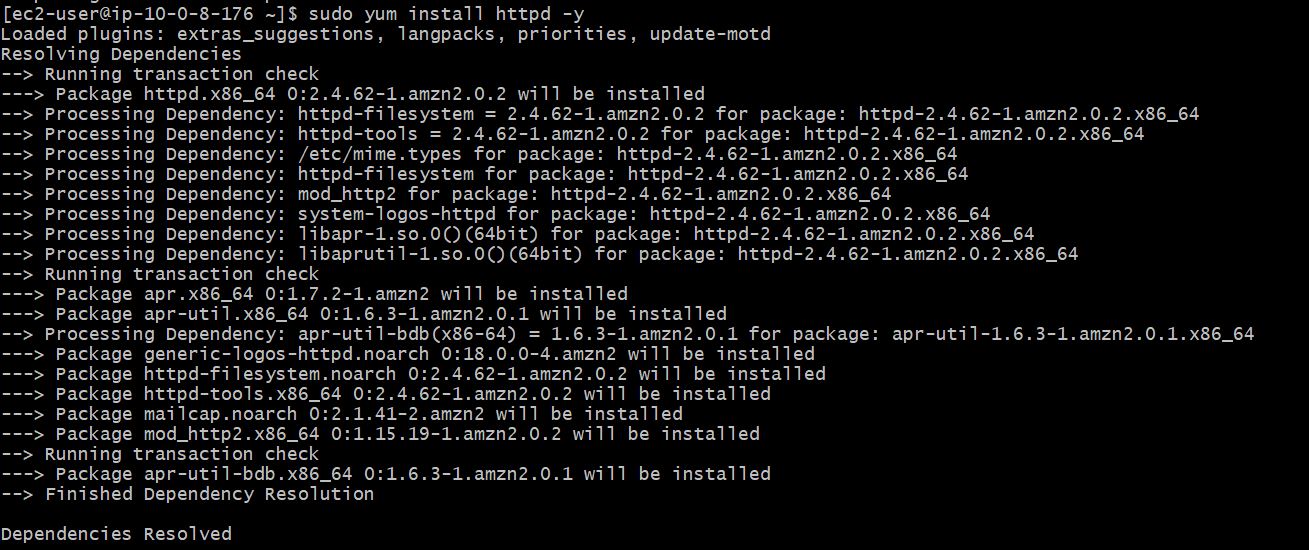 [ec2-user@ip-10-0-8-176 ~]$ sudo yum install httpd -y
Loaded plugins: extras_suggestions, langpacks, priorities, update-motd
Resolving Dependencies
--> Running transaction check
---> Package httpd.x86_64 0:2.4.62-1.amzn2.0.2 will be installed
--> Processing Dependency: httpd-filesystem = 2.4.62-1.amzn2.0.2 for package: httpd-2.4.62-1.amzn2.0.2.x86_64
--> Processing Dependency: httpd-tools = 2.4.62-1.amzn2.0.2 for package: httpd-2.4.62-1.amzn2.0.2.x86_64
--> Processing Dependency: /etc/mime.types for package: httpd-2.4.62-1.amzn2.0.2.x86_64
--> Processing Dependency: httpd-filesystem for package: httpd-2.4.62-1.amzn2.0.2.x86_64
--> Processing Dependency: mod_http2 for package: httpd-2.4.62-1.amzn2.0.2.x86_64
--> Processing Dependency: system-logos-httpd for package: httpd-2.4.62-1.amzn2.0.2.x86_64
--> Processing Dependency: libapr-1.so.0()(64bit) for package: httpd-2.4.62-1.amzn2.0.2.x86_64
--> Processing Dependency: libaprutil-1.so.0()(64bit) for package: httpd-2.4.62-1.amzn2.0.2.x86_64
--> Running transaction check
---> Package apr.x86_64 0:1.7.2-1.amzn2 will be installed
---> Package apr-util.x86_64 0:1.6.3-1.amzn2.0.1 will be installed
--> Processing Dependency: apr-util-bdb(x86-64) = 1.6.3-1.amzn2.0.1 for package: apr-util-1.6.3-1.amzn2.0.1.x86_64
---> Package generic-logos-httpd.noarch 0:18.0.0-4.amzn2 will be installed
---> Package httpd-filesystem.noarch 0:2.4.62-1.amzn2.0.2 will be installed
---> Package httpd-tools.x86_64 0:2.4.62-1.amzn2.0.2 will be installed
---> Package mailcap.noarch 0:2.1.41-2.amzn2 will be installed
---> Package mod_http2.x86_64 0:1.15.19-1.amzn2.0.2 will be installed
--> Running transaction check
---> Package apr-util-bdb.x86_64 0:1.6.3-1.amzn2.0.1 will be installed
--> Finished Dependency Resolution
Dependencies Resolved